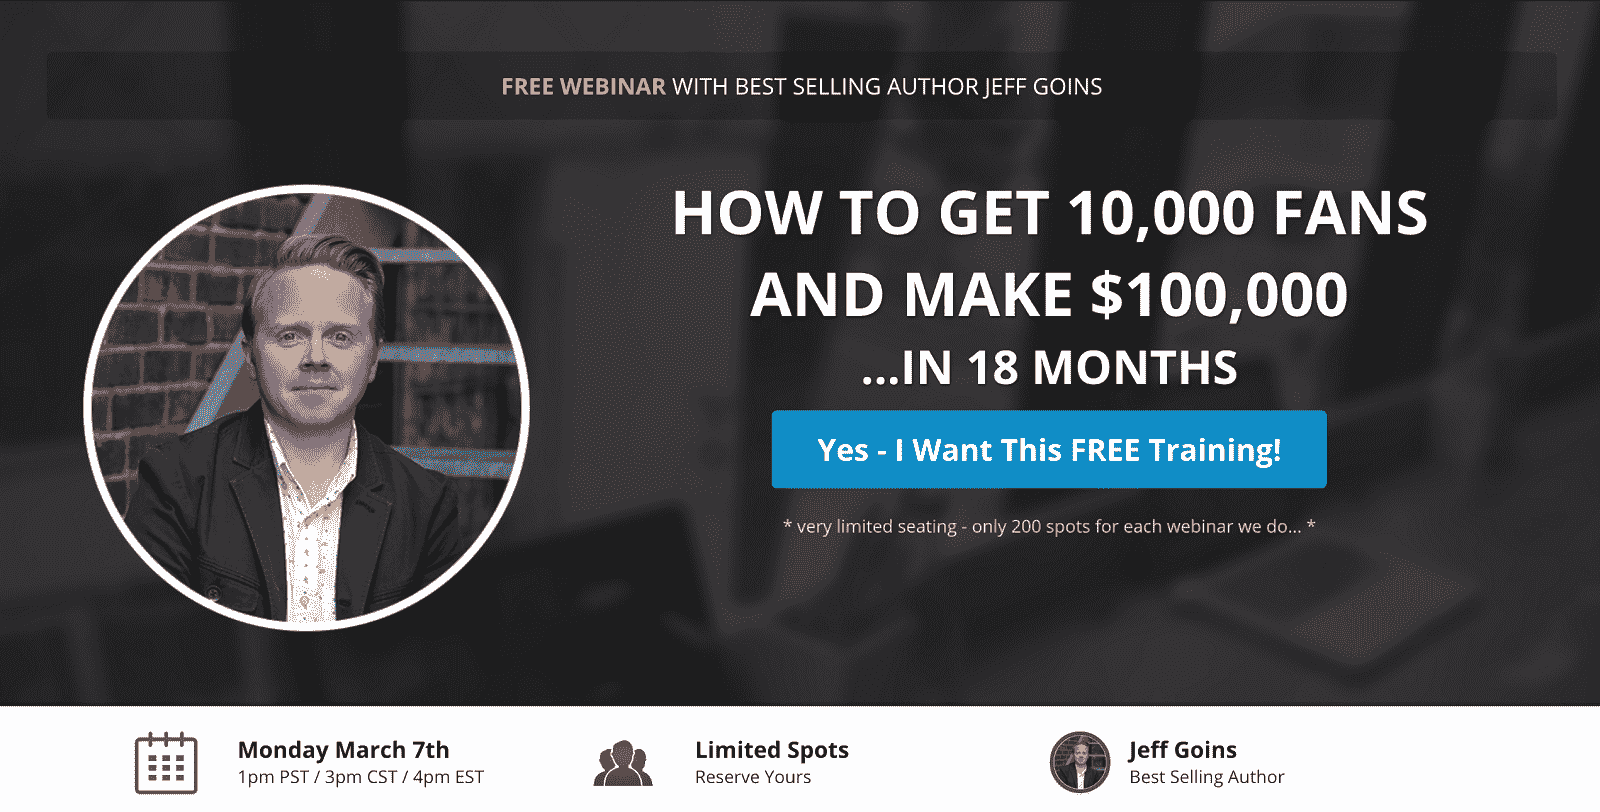 FREE WEBINAR WITH BEST SELLING AUTHOR JEFF GOINS
HOW TO GET 10,000 FANS
AND MAKE $100,000
...IN 18 MONTHS
Yes - I Want This FREE Training!
* very limited seating - only 200 spots for each webinar we do... *
Monday March 7th
1pm PST / 3pm CST / 4pm EST
Limited Spots
Reserve Yours
Jeff Goins
Best Selling Author